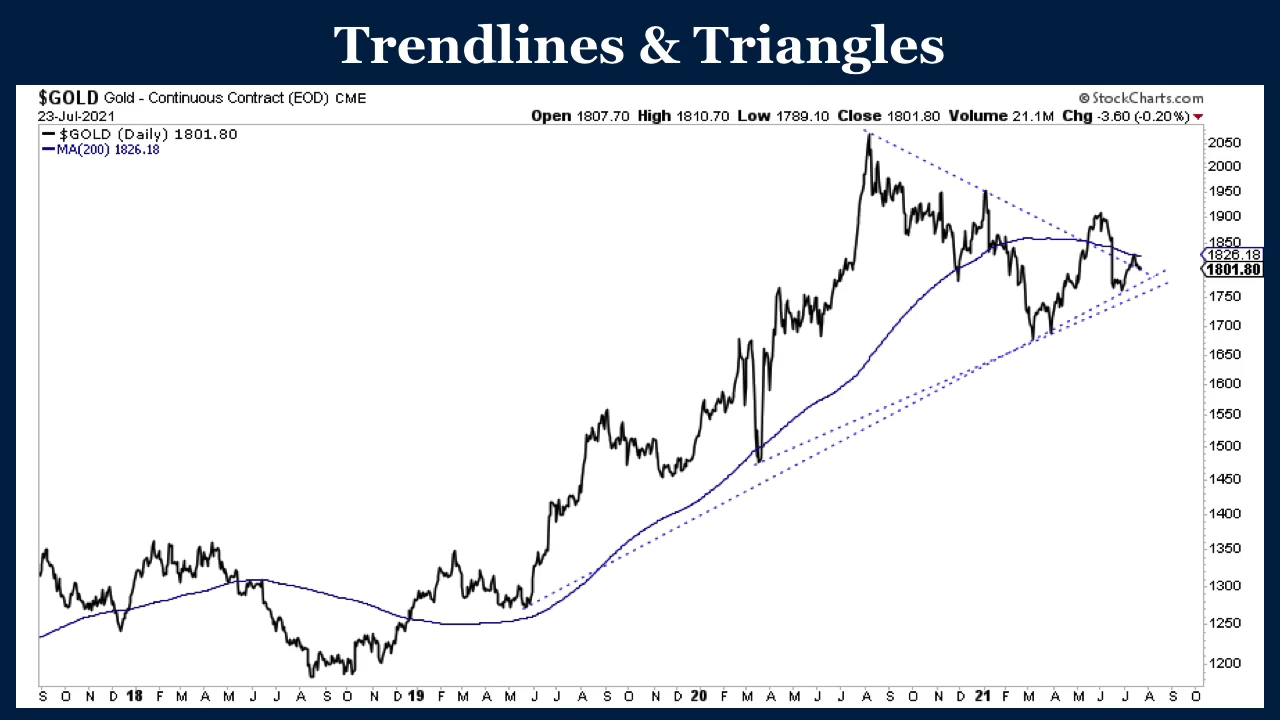 Trendlines & Triangles
$GOLD Gold - Continuous Contract (EOD) CME
© StockCharts.com
23-Jul-2021
Open 1807.70 High 1810.70 Low 1789.10 Close 1801.80 Volume 21.1M Chg -3.60 (-0.20%)
$GOLD (Daily) 1801.80
MA(200) 1826.18
2050
2000
1950
1900
1850
1826.18
1801.80
1750
1700
1650
1600
1550
1500
1450
1400
1350
1300
1250
1200
S O N D 18 M A M J J A S O N D 19 F M A M J J A S O N D 20 F M A M J J A S O N D 21 F M A M J J A S O